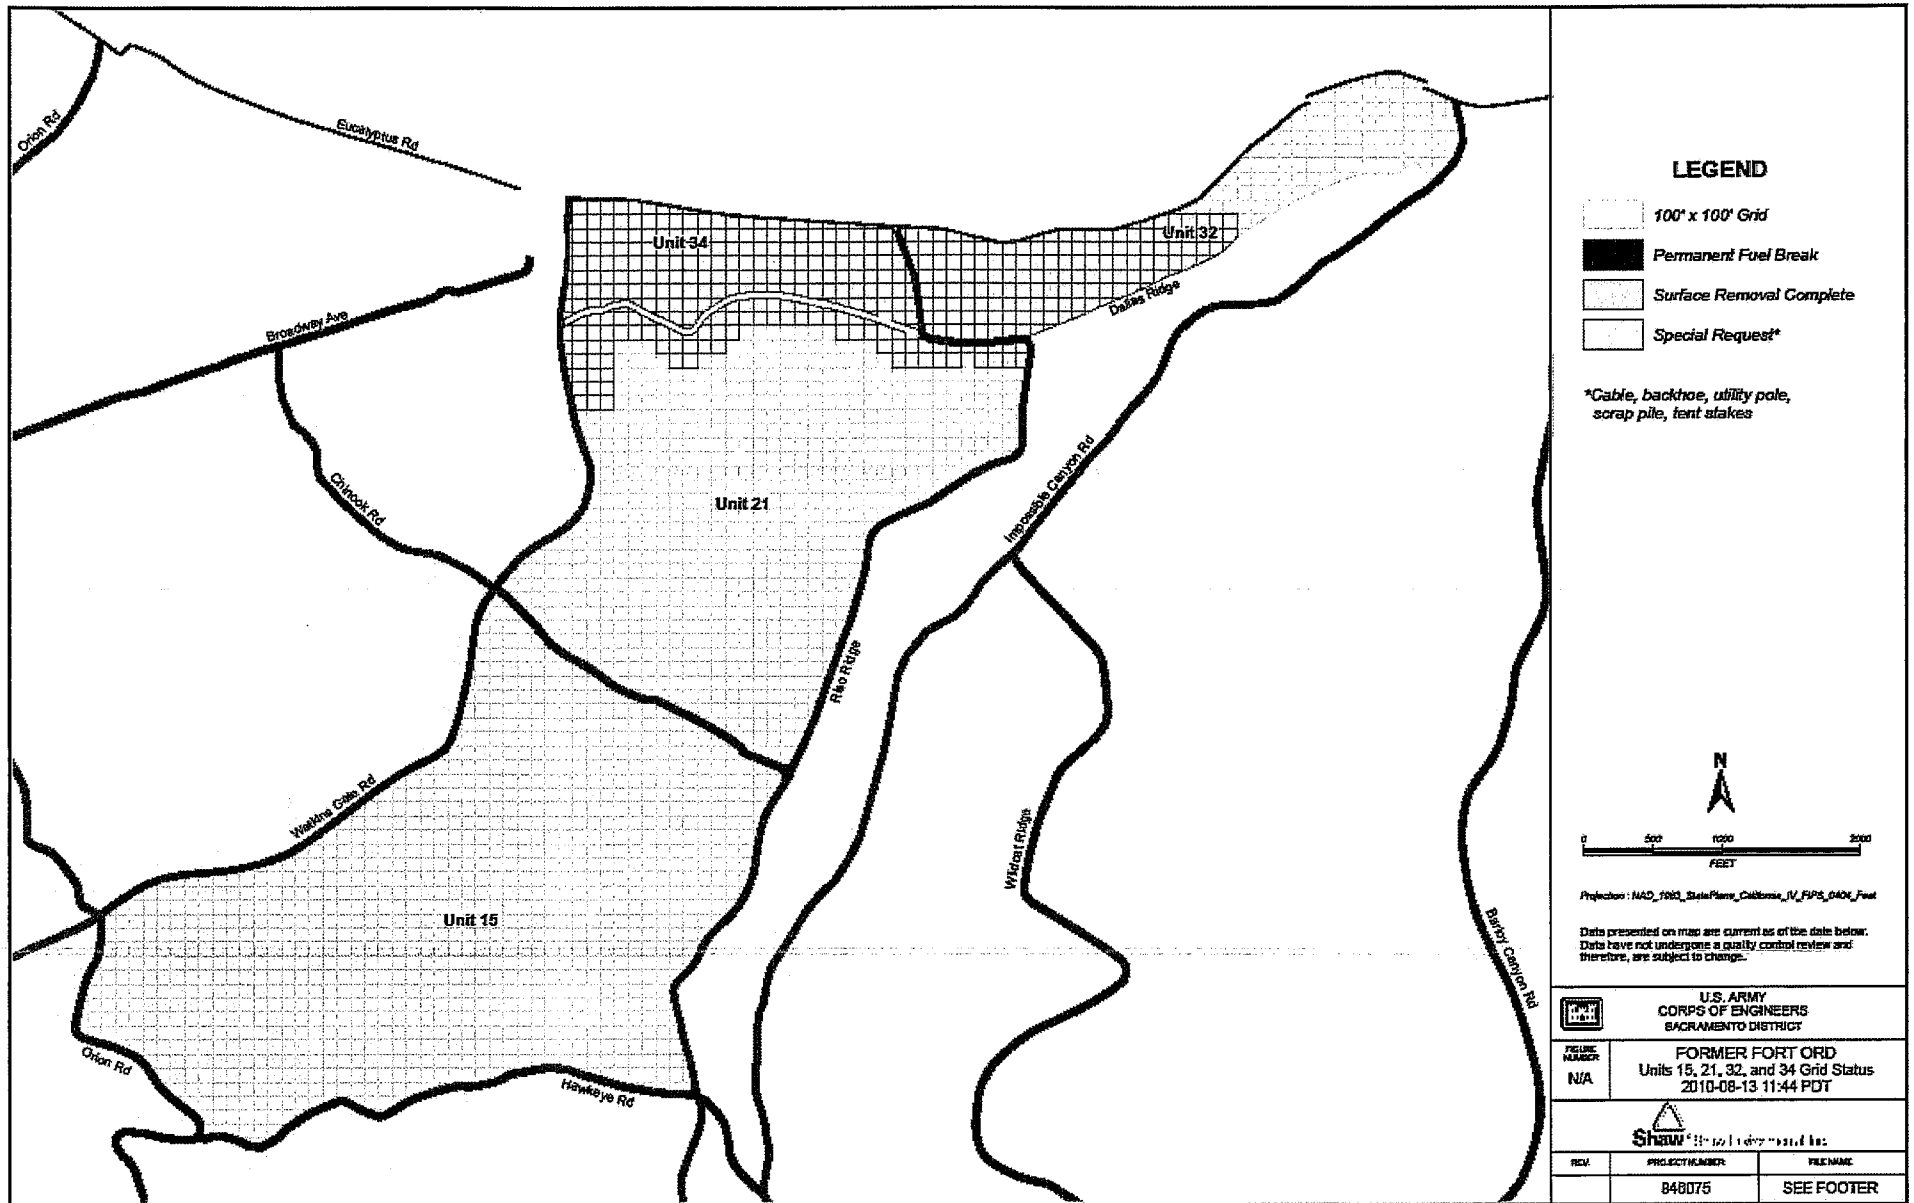 Orion Rd
Eucalyptus Rd
Unit 34
Unit 32
Dallas Ridge
Broadway Ave
Chinook Rd
Unit 21
Impossible Canyon Rd
Riso Ridge
Watkins Gate Rd
Wildcat Ridge
Unit 15
Barloy Canyon Rd
Orion Rd
Hawkeye Rd
LEGEND
100' x 100' Grid
Permanent Fuel Break
Surface Removal Complete
Special Request*
*Cable, backhoe, utility pole,
scrap pile, tent stakes
N
0 500 1000 2000
FEET
Projection : NAD_1983_StatePlane_California_IV_FIPS_0404_Feet
Data presented on map are current as of the date below.
Data have not undergone a quality control review and
therefore, are subject to change.
U.S. ARMY
CORPS OF ENGINEERS
SACRAMENTO DISTRICT
FIGURE
NUMBER
N/A
FORMER FORT ORD
Units 15, 21, 32, and 34 Grid Status
2010-08-13 11:44 PDT
Shaw
REV.
PROJECT NUMBER
FILE NAME
848075
SEE FOOTER